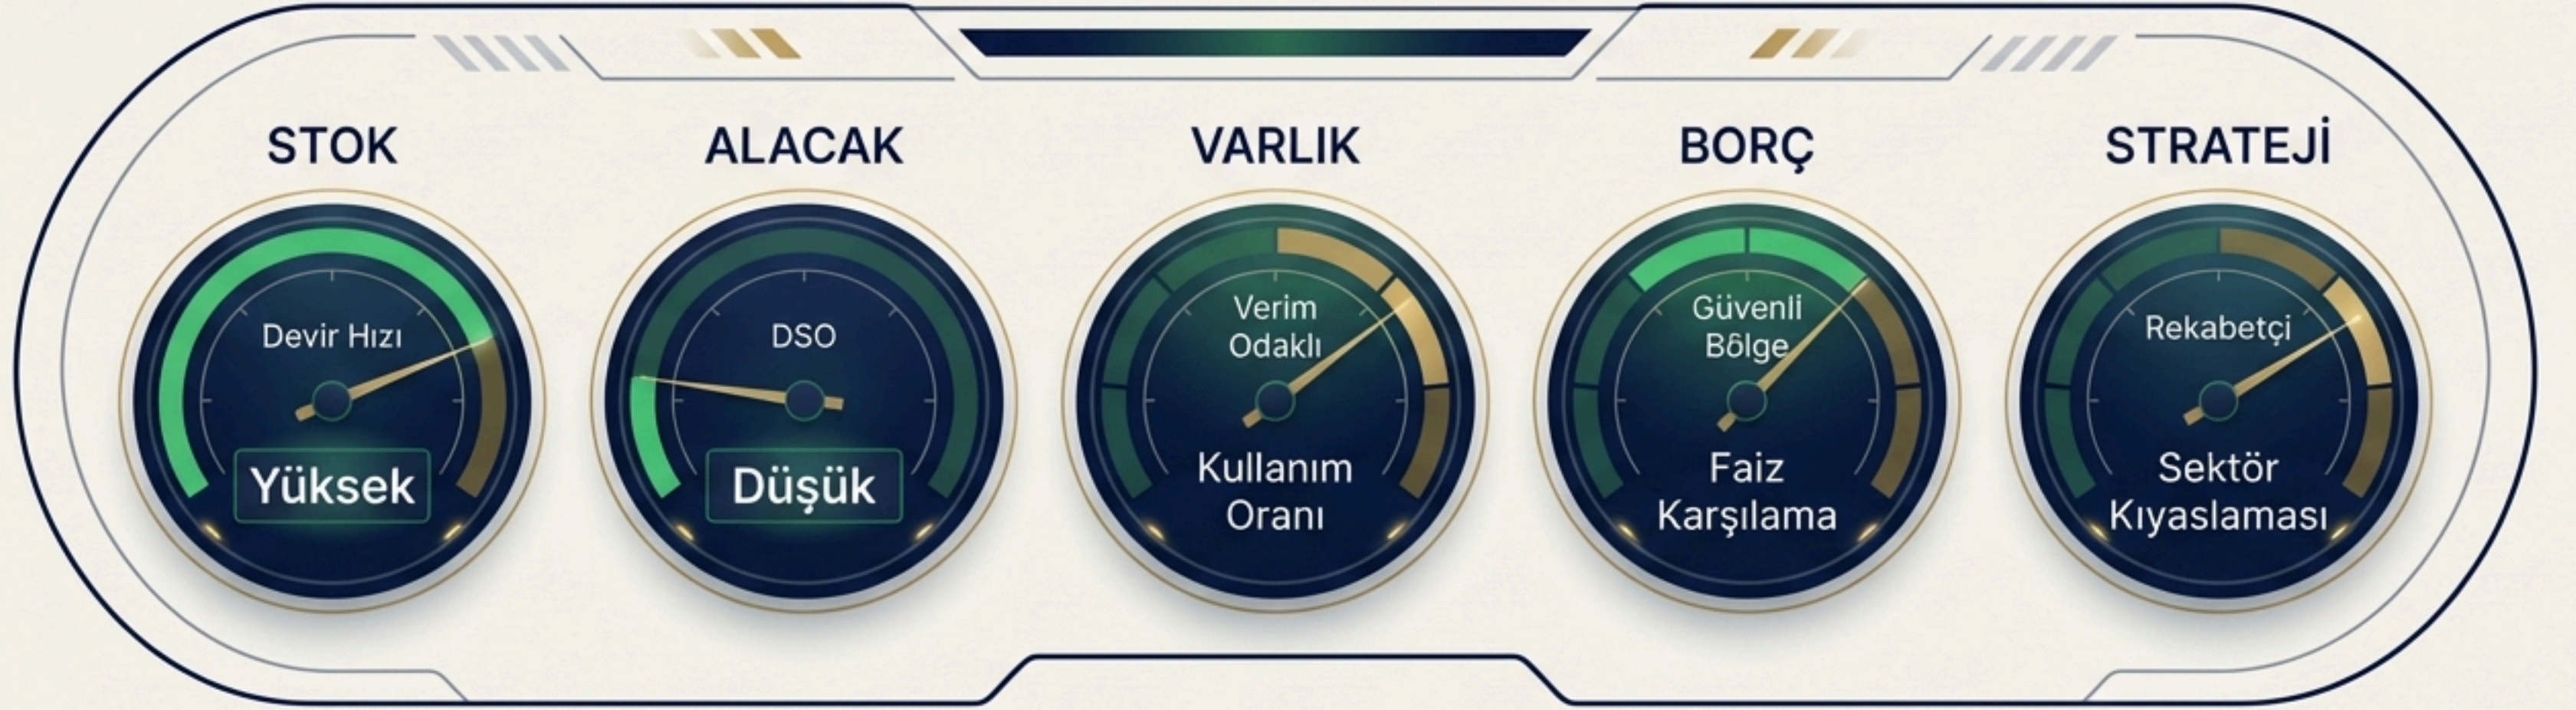 STOK
Devir Hızı
Yüksek
ALACAK
DSO
Düşük
VARLIK
Verim
Odaklı
Kullanım
Oranı
BORÇ
Güvenli
Bölge
Faiz
Karşılama
STRATEJİ
Rekabetçi
Sektör
Kıyaslaması